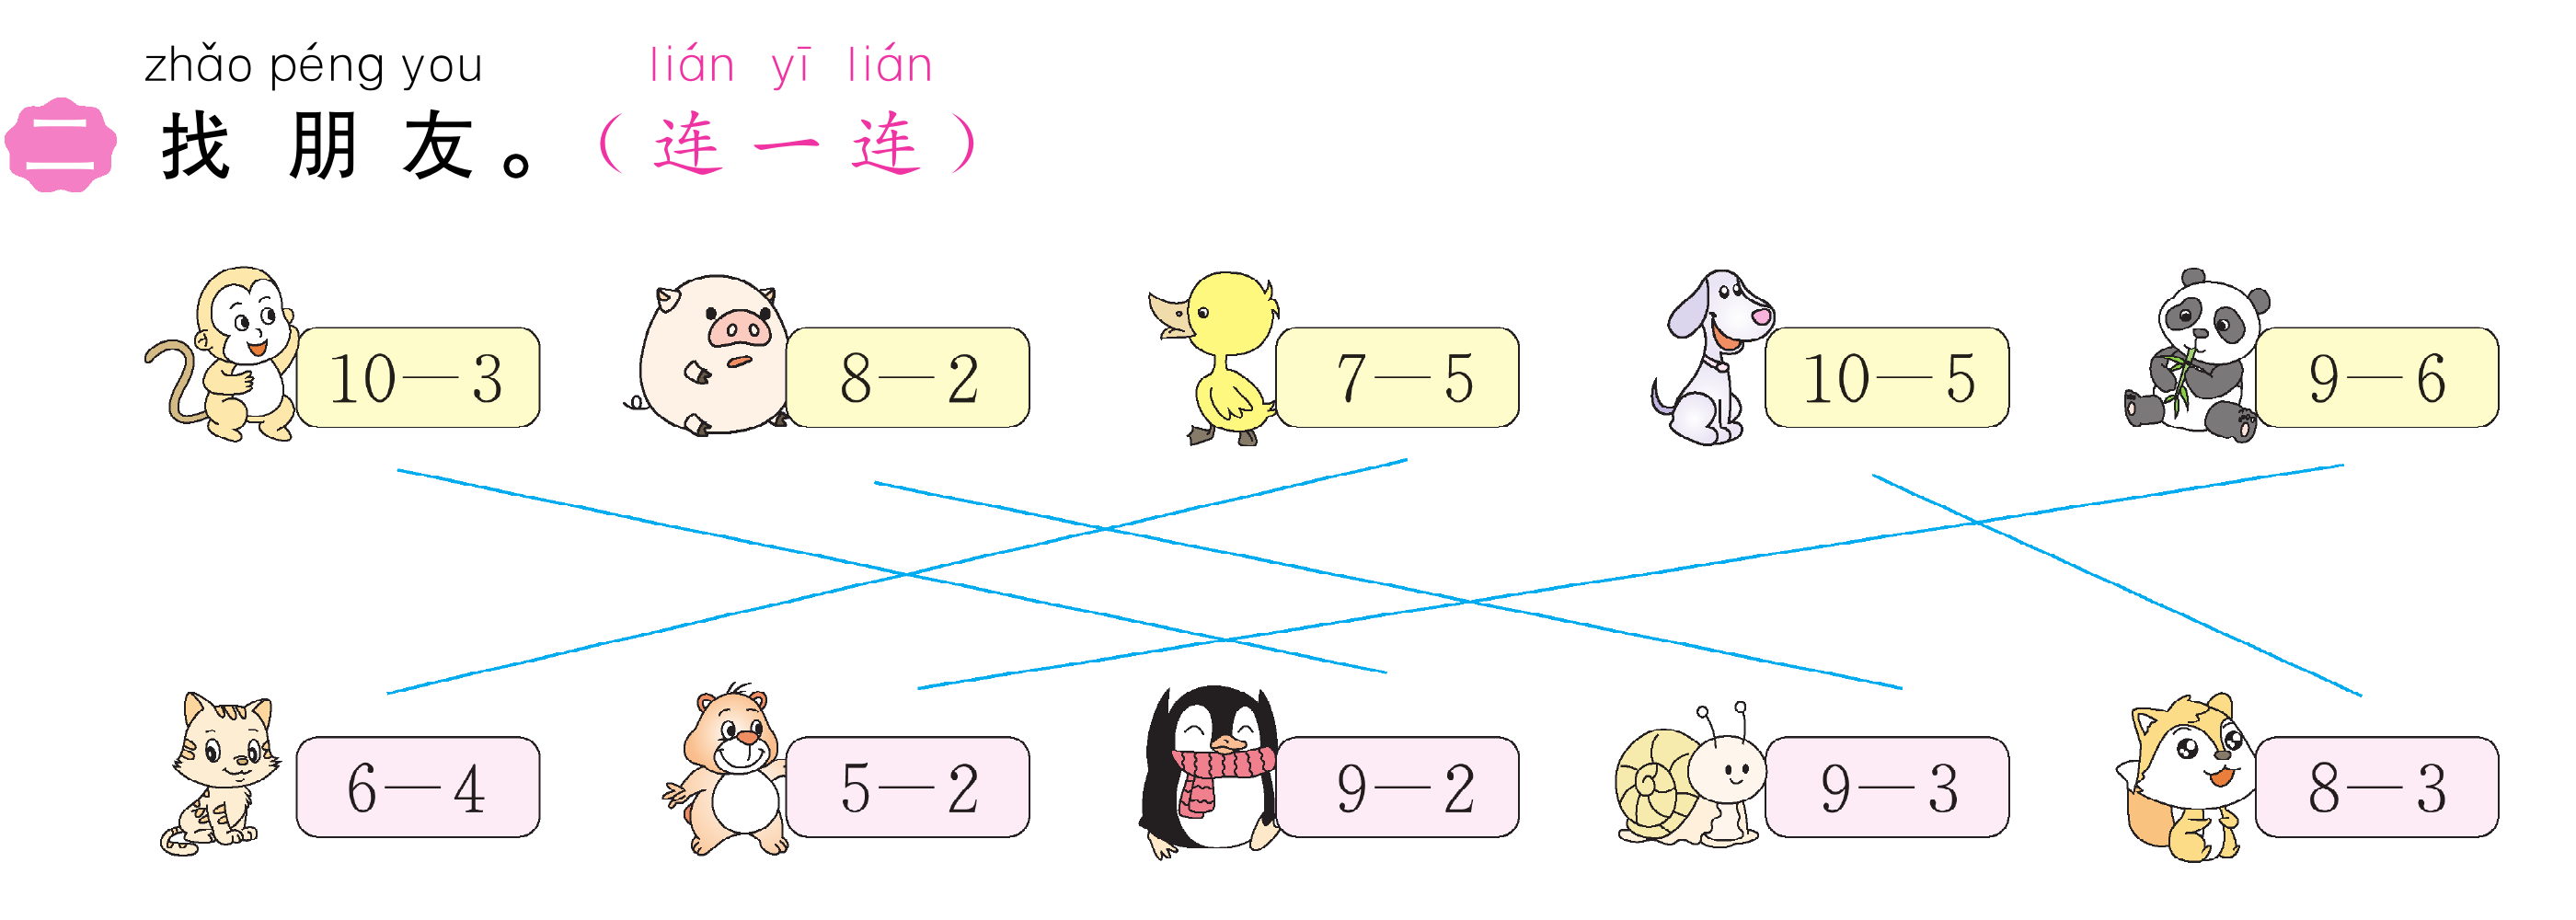 zhǎo péng you lián yī lián
二 找 朋 友 。（ 连 一 连 ）
10－3 8－2 7－5 10－5 9－6
6－4 5－2 9－2 9－3 8－3